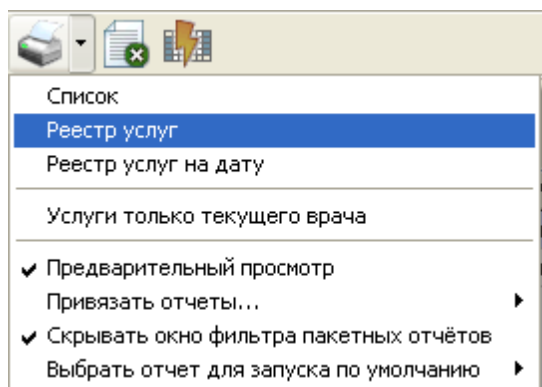 Список
Реестр услуг
Реестр услуг на дату
Услуги только текущего врача
Предварительный просмотр
Привязать отчеты...
Скрывать окно фильтра пакетных отчётов
Выбрать отчет для запуска по умолчанию